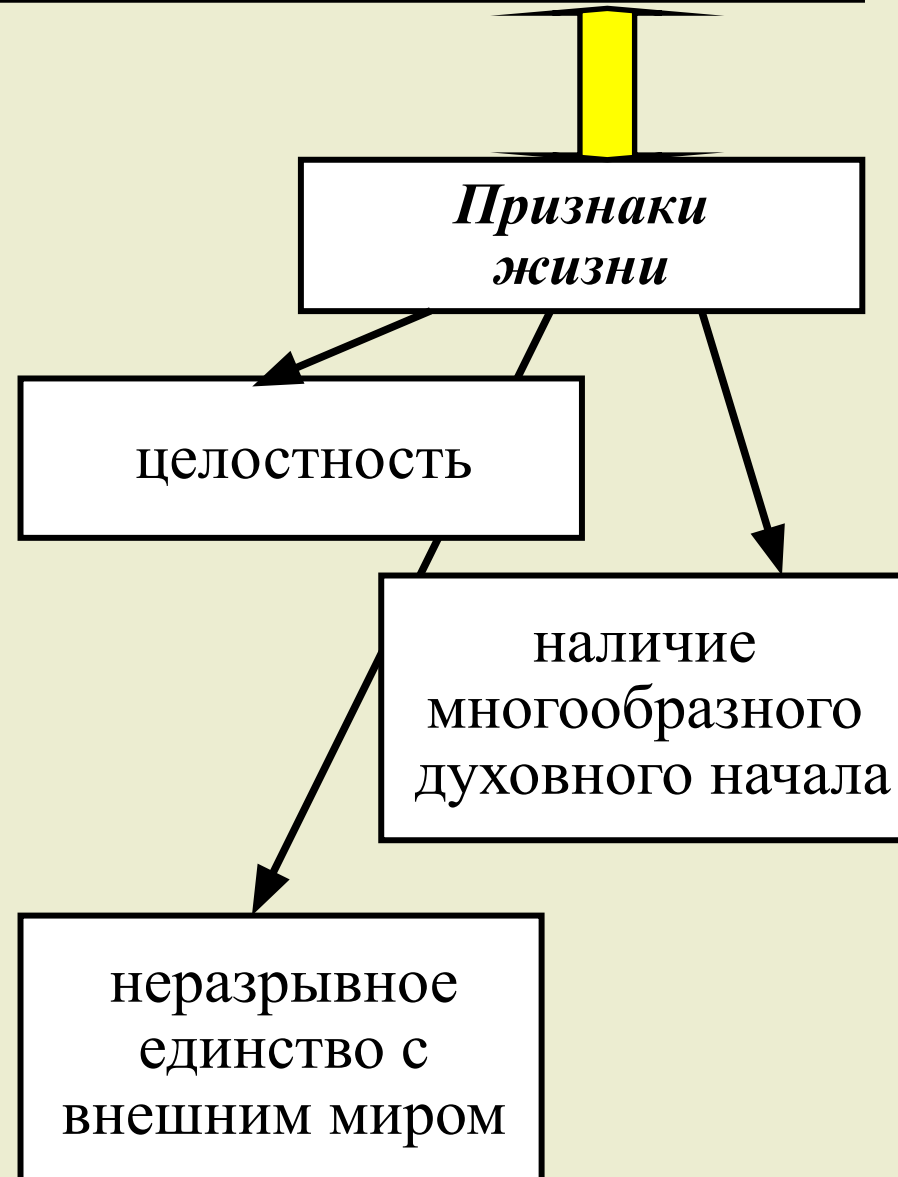 Признаки
жизни
целостность
наличие
многообразного
духовного начала
неразрывное
единство с
внешним миром